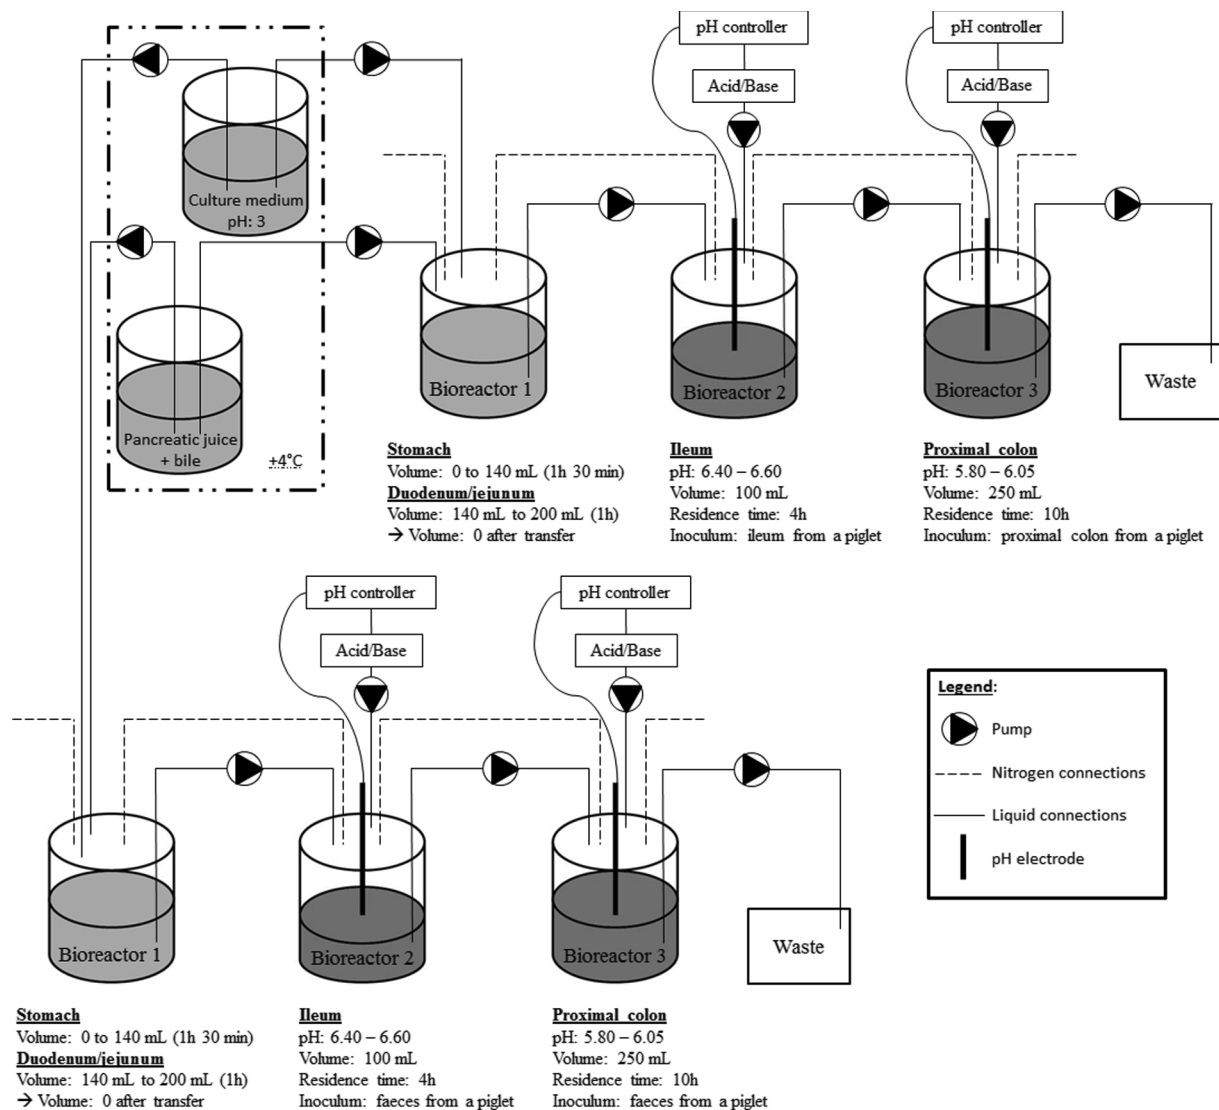 pH controller
pH controller
Acid/Base
Acid/Base
Culture medium
pH: 3
Pancreatic juice
+ bile
+4°C
Bioreactor 1
Bioreactor 2
Bioreactor 3
Waste
Stomach
Volume: 0 to 140 mL (1h 30 min)
Duodenum/jejunum
Volume: 140 mL to 200 mL (1h)
→ Volume: 0 after transfer
Ileum
pH: 6.40 – 6.60
Volume: 100 mL
Residence time: 4h
Inoculum: ileum from a piglet
Proximal colon
pH: 5.80 – 6.05
Volume: 250 mL
Residence time: 10h
Inoculum: proximal colon from a piglet
pH controller
pH controller
Acid/Base
Acid/Base
Legend:
Pump
Nitrogen connections
Liquid connections
pH electrode
Bioreactor 1
Bioreactor 2
Bioreactor 3
Waste
Stomach
Volume: 0 to 140 mL (1h 30 min)
Duodenum/jejunum
Volume: 140 mL to 200 mL (1h)
→ Volume: 0 after transfer
Ileum
pH: 6.40 – 6.60
Volume: 100 mL
Residence time: 4h
Inoculum: faeces from a piglet
Proximal colon
pH: 5.80 – 6.05
Volume: 250 mL
Residence time: 10h
Inoculum: faeces from a piglet